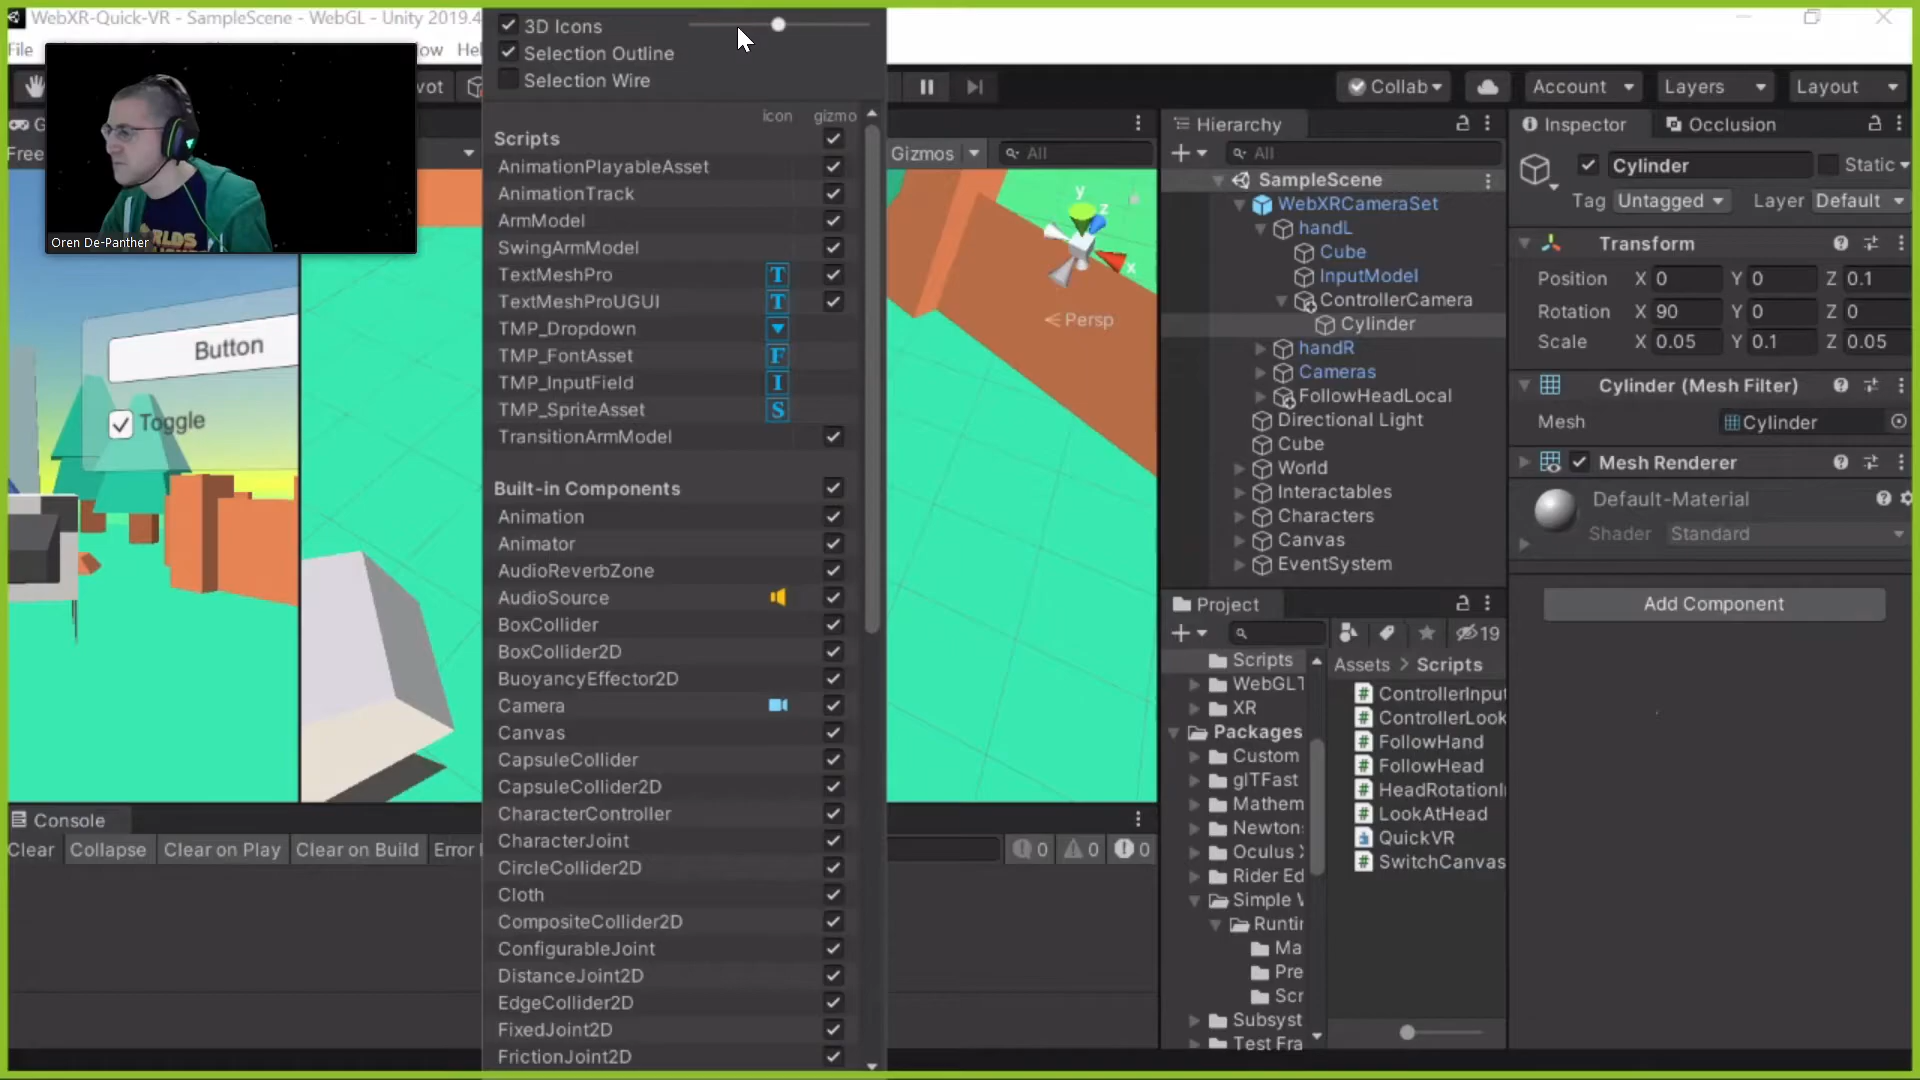 WebXR-Quick-VR - SampleScene - WebGL - Unity 2019.4
File
ow
Hel
Oren De-Panther
vot
Collab
Account
Layers
Layout
G
Free
Button
Toggle
3D Icons
Selection Outline
Selection Wire
icon
gizmo
Scripts
AnimationPlayableAsset
AnimationTrack
ArmModel
SwingArmModel
TextMeshPro
T
TextMeshProUGUI
T
TMP_Dropdown
TMP_FontAsset
F
TMP_InputField
I
TMP_SpriteAsset
S
TransitionArmModel
Built-in Components
Animation
Animator
AudioReverbZone
AudioSource
BoxCollider
BoxCollider2D
BuoyancyEffector2D
Camera
Canvas
CapsuleCollider
CapsuleCollider2D
CharacterController
CharacterJoint
CircleCollider2D
Cloth
CompositeCollider2D
ConfigurableJoint
DistanceJoint2D
EdgeCollider2D
FixedJoint2D
FrictionJoint2D
Gizmos
All
y
z
x
Persp
Hierarchy
All
SampleScene
WebXRCameraSet
handL
Cube
InputModel
ControllerCamera
Cylinder
handR
Cameras
FollowHeadLocal
Directional Light
Cube
World
Interactables
Characters
Canvas
EventSystem
Project
19
Scripts
WebGLT
XR
Packages
Custom
glTFast
Mathem
Newton
Oculus
Rider Ed
Simple
Runtir
Ma
Pre
Scr
Subsyst
Test Fra
Assets > Scripts
ControllerInput
ControllerLook
FollowHand
FollowHead
HeadRotationI
LookAtHead
QuickVR
SwitchCanvas
Inspector
Occlusion
Cylinder
Static
Tag Untagged
Layer Default
Transform
Position X 0 Y 0 Z 0.1
Rotation X 90 Y 0 Z 0
Scale X 0.05 Y 0.1 Z 0.05
Cylinder (Mesh Filter)
Mesh Cylinder
Mesh Renderer
Default-Material
Shader Standard
Add Component
Console
Clear Collapse Clear on Play Clear on Build Error
0 0 0